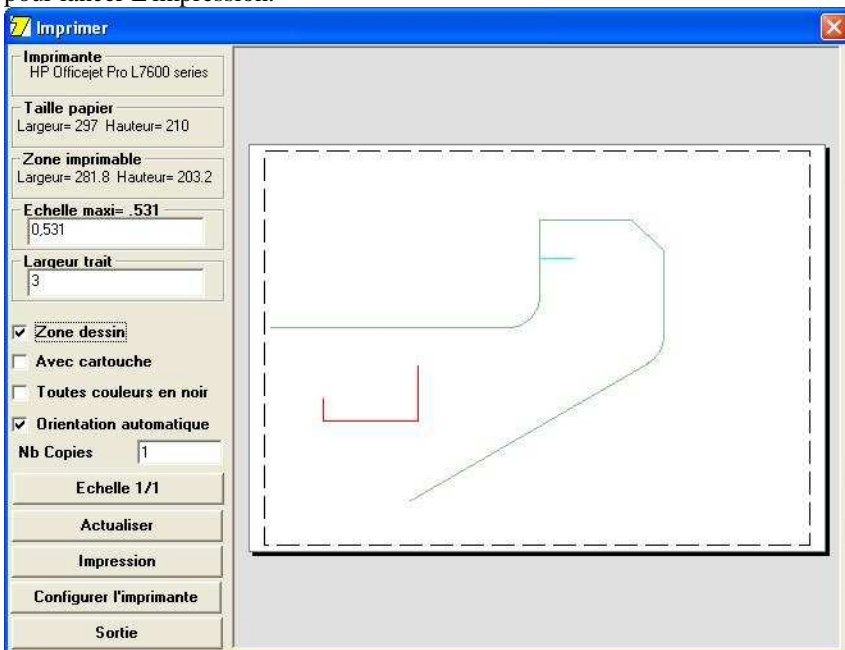 pour lancer L'impression.
Imprimer
Imprimante
HP Officejet Pro L7600 series
Taille papier
Largeur= 297 Hauteur= 210
Zone imprimable
Largeur= 281.8 Hauteur= 203.2
Echelle maxi= .531
0,531
Largeur trait
3
Zone dessin
Avec cartouche
Toutes couleurs en noir
Orientation automatique
Nb Copies 1
Echelle 1/1
Actualiser
Impression
Configurer l'imprimante
Sortie